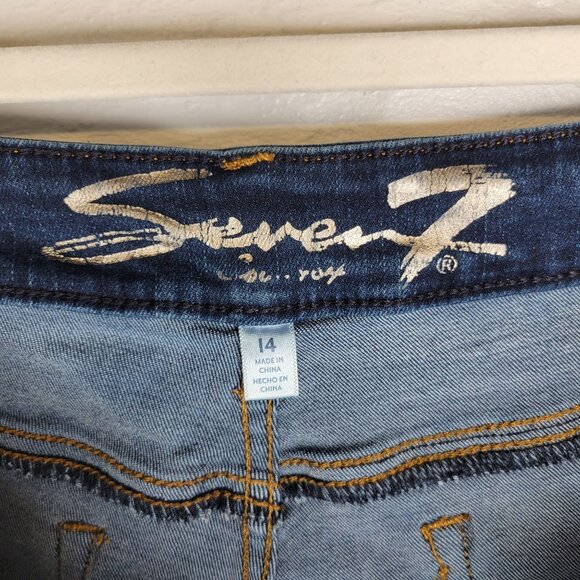 Seven7
®
14
MADE IN
CHINA
HECHO EN
CHINA